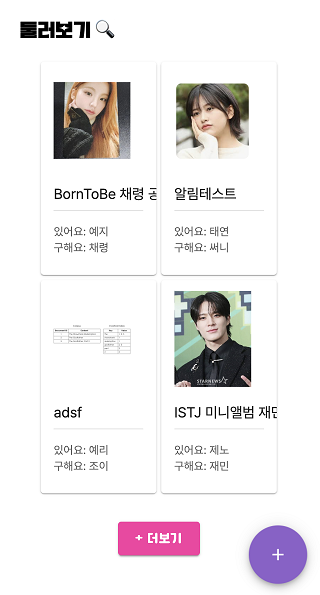 둘러보기 🔍
BornToBe 채령 공
알림테스트
있어요: 예지
구해요: 채령
있어요: 태연
구해요: 써니
STARNEWS
adsf
ISTJ 미니앨범 재민
있어요: 예리
구해요: 조이
있어요: 제노
구해요: 재민
+ 더보기
+